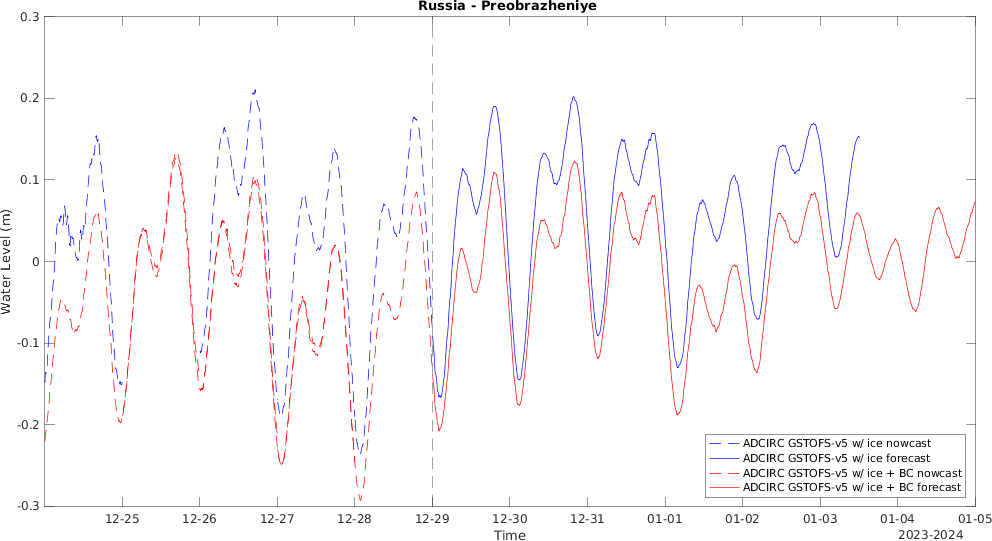 Russia - Preobrazheniye
Water Level (m)
0.3
0.2
0.1
0
-0.1
-0.2
-0.3
ADCIRC GSTOFS-v5 w/ ice nowcast
ADCIRC GSTOFS-v5 w/ ice forecast
ADCIRC GSTOFS-v5 w/ ice + BC nowcast
ADCIRC GSTOFS-v5 w/ ice + BC forecast
12-25 12-26 12-27 12-28 12-29 12-30 12-31 01-01 01-02 01-03 01-04 01-05
Time
2023-2024